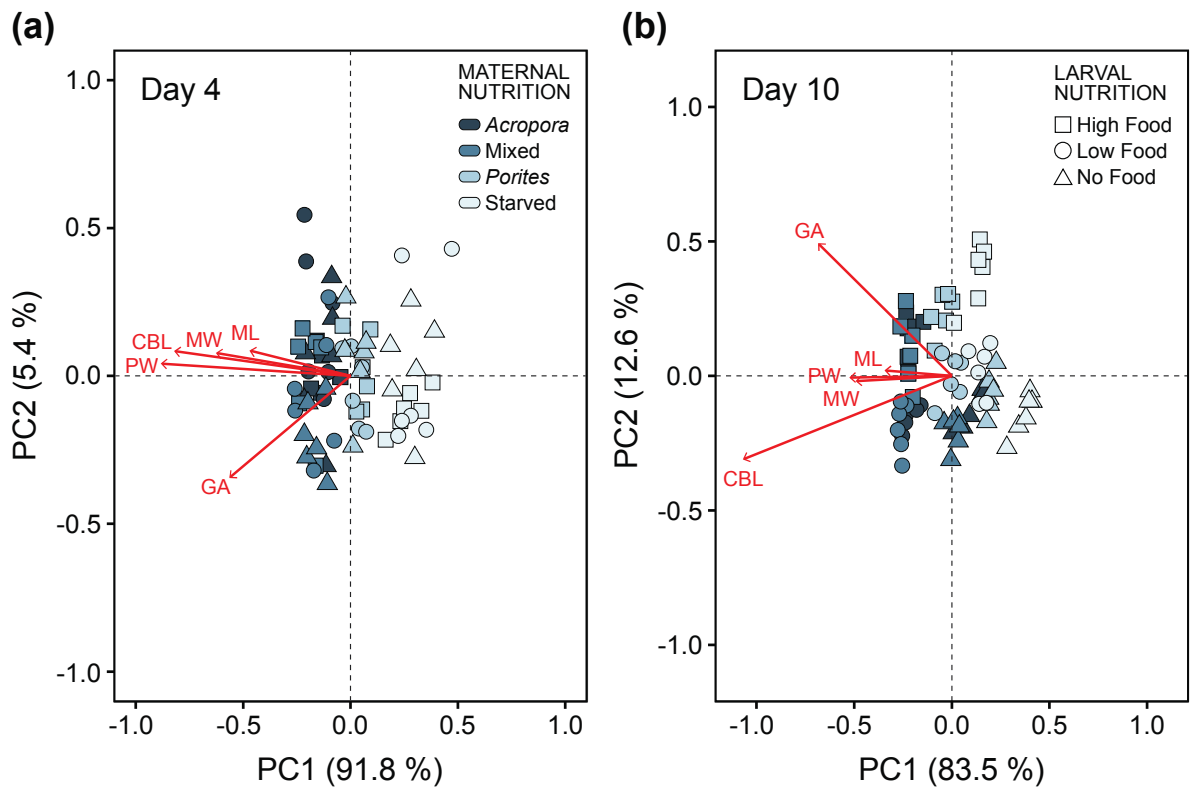 (a)
Day 4
MATERNAL
NUTRITION
Acropora
Mixed
Porites
Starved
1.0
0.5
0.0
-0.5
-1.0
PC2 (5.4 %)
CBL
MW
ML
PW
GA
-1.0
-0.5
0.0
0.5
1.0
PC1 (91.8 %)
(b)
Day 10
LARVAL
NUTRITION
High Food
Low Food
No Food
1.0
0.5
0.0
-0.5
-1.0
PC2 (12.6 %)
GA
ML
PW
MW
CBL
-1.0
-0.5
0.0
0.5
1.0
PC1 (83.5 %)